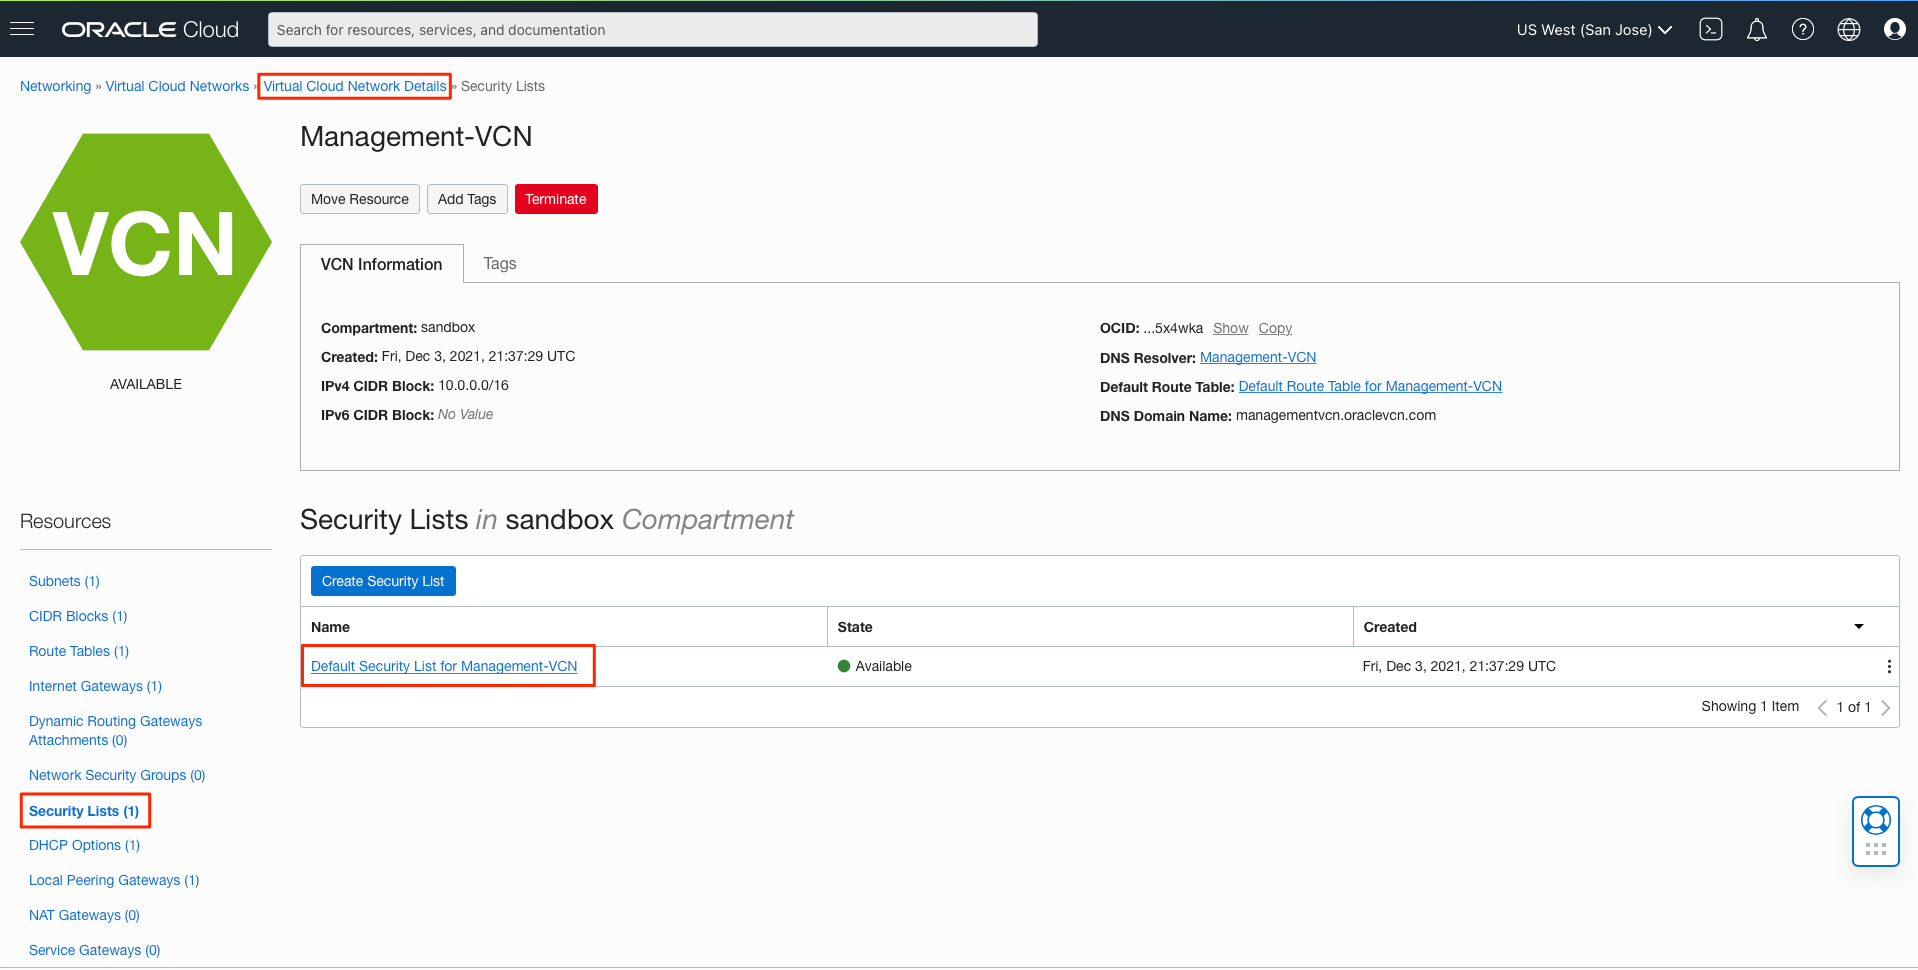 ORACLE Cloud
Search for resources, services, and documentation
US West (San Jose)
Networking » Virtual Cloud Networks » Virtual Cloud Network Details » Security Lists
VCN
AVAILABLE
Management-VCN
Move Resource Add Tags Terminate
VCN Information Tags
Compartment: sandbox
Created: Fri, Dec 3, 2021, 21:37:29 UTC
IPv4 CIDR Block: 10.0.0.0/16
IPv6 CIDR Block: No Value
OCID: ...5x4wka Show Copy
DNS Resolver: Management-VCN
Default Route Table: Default Route Table for Management-VCN
DNS Domain Name: managementvcn.oraclevcn.com
Resources
Subnets (1)
CIDR Blocks (1)
Route Tables (1)
Internet Gateways (1)
Dynamic Routing Gateways
Attachments (0)
Network Security Groups (0)
Security Lists (1)
DHCP Options (1)
Local Peering Gateways (1)
NAT Gateways (0)
Service Gateways (0)
Security Lists in sandbox Compartment
Create Security List
Name State Created
Default Security List for Management-VCN Available Fri, Dec 3, 2021, 21:37:29 UTC
Showing 1 Item 1 of 1